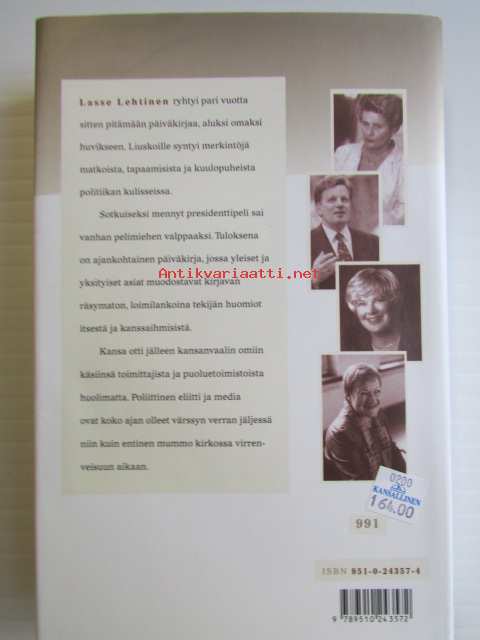 Lasse Lehtinen ryhtyi pari vuotta
sitten pitämään päiväkirjaa, aluksi omaksi
huvikseen. Liuskoille syntyi merkintöjä
matkoista, tapaamisista ja kuulopuheista
politiikan kulisseissa.
Sotkuiseksi mennyt presidenttipeli sai
vanhan pelimiehen valppaaksi. Tuloksena
on ajankohtainen päiväkirja, jossa yleiset ja
yksityiset asiat muodostavat kirjavan
räsymaton, loimilankoina tekijän huomiot
itsestä ja kanssaihmisistä.
Kansa otti jälleen kansanvaalin omiin
käsiinsä toimittajista ja puoluetoimistoista
huolimatta. Poliittinen eliitti ja media
ovat koko ajan olleet värssyn verran jäljessä
niin kuin entinen mummo kirkossa virren-
veisuun aikaan.
Antikvariaatti.net
0200
KANSALLINEN
164.00
991
ISBN 951-0-24357-4
9 789510 243572